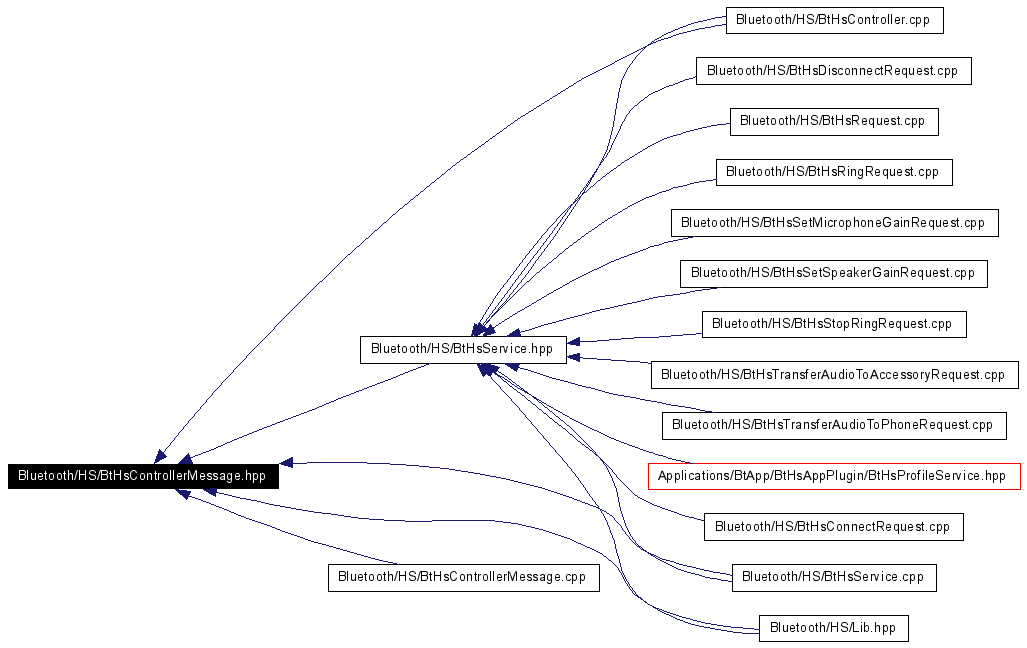 Bluetooth/HS/BtHsController.cpp
Bluetooth/HS/BtHsDisconnectRequest.cpp
Bluetooth/HS/BtHsRequest.cpp
Bluetooth/HS/BtHsRingRequest.cpp
Bluetooth/HS/BtHsSetMicrophoneGainRequest.cpp
Bluetooth/HS/BtHsSetSpeakerGainRequest.cpp
Bluetooth/HS/BtHsStopRingRequest.cpp
Bluetooth/HS/BtHsService.hpp
Bluetooth/HS/BtHsTransferAudioToAccessoryRequest.cpp
Bluetooth/HS/BtHsTransferAudioToPhoneRequest.cpp
Bluetooth/HS/BtHsControllerMessage.hpp
Applications/BtApp/BtHsAppPlugin/BtHsProfileService.hpp
Bluetooth/HS/BtHsConnectRequest.cpp
Bluetooth/HS/BtHsControllerMessage.cpp
Bluetooth/HS/BtHsService.cpp
Bluetooth/HS/Lib.hpp